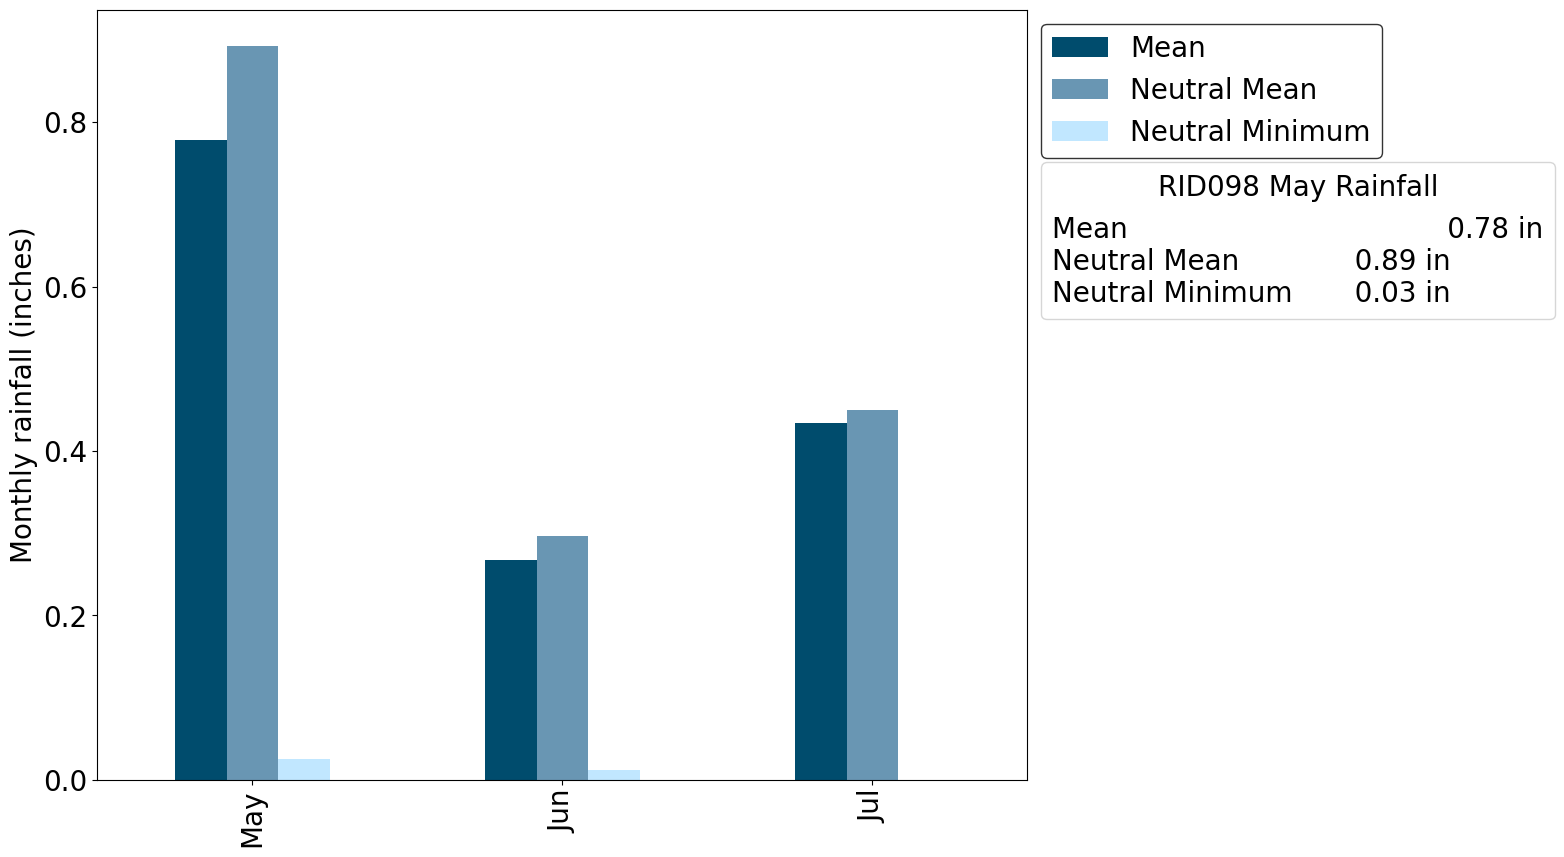 Monthly rainfall (inches)
0.8
0.6
0.4
0.2
0.0
May
Jun
Jul
Mean
Neutral Mean
Neutral Minimum
RID098 May Rainfall
Mean 0.78 in
Neutral Mean 0.89 in
Neutral Minimum 0.03 in